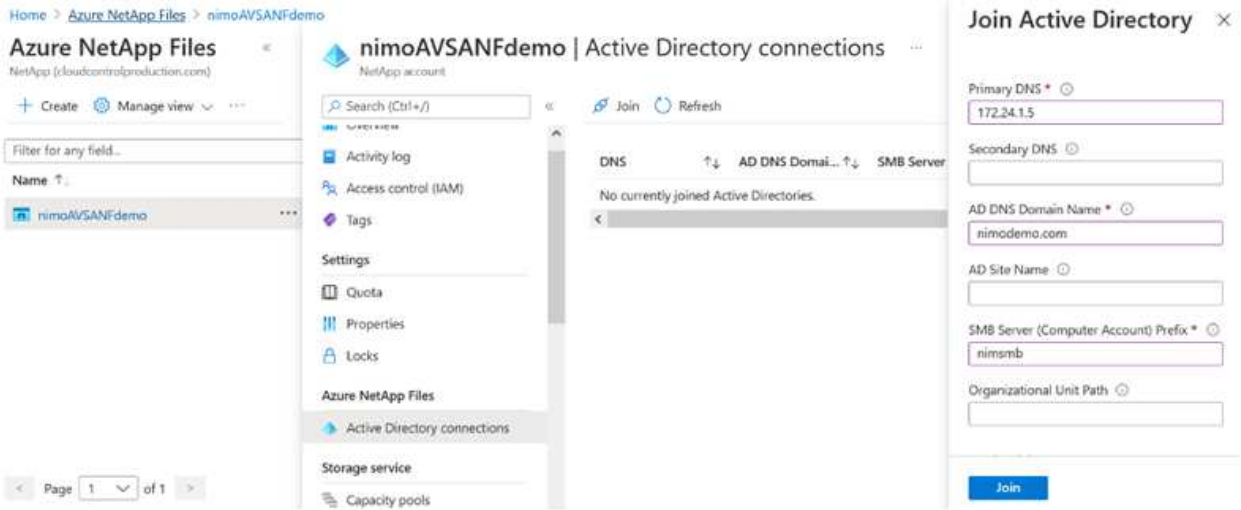 Home > Azure NetApp Files > nimoAVSANFdemo
Azure NetApp Files «
NetApp (cloudcontrolproduction.com)
+ Create Manage view ...
Filter for any field...
Name ↑↓
nimoAVSANFdemo ...
< Page 1 of 1 >
nimoAVSANFdemo | Active Directory connections ...
NetApp account
Search (Ctrl+/) «
Overview
Activity log
Access control (IAM)
Tags
Settings
Quota
Properties
Locks
Azure NetApp Files
Active Directory connections
Storage service
Capacity pools
Join Refresh
DNS ↑↓ AD DNS Domai... ↑↓ SMB Server
No currently joined Active Directories.
Join Active Directory ×
Primary DNS *
172.24.1.5
Secondary DNS
AD DNS Domain Name *
nimodemo.com
AD Site Name
SMB Server (Computer Account) Prefix *
nimsmb
Organizational Unit Path
Join